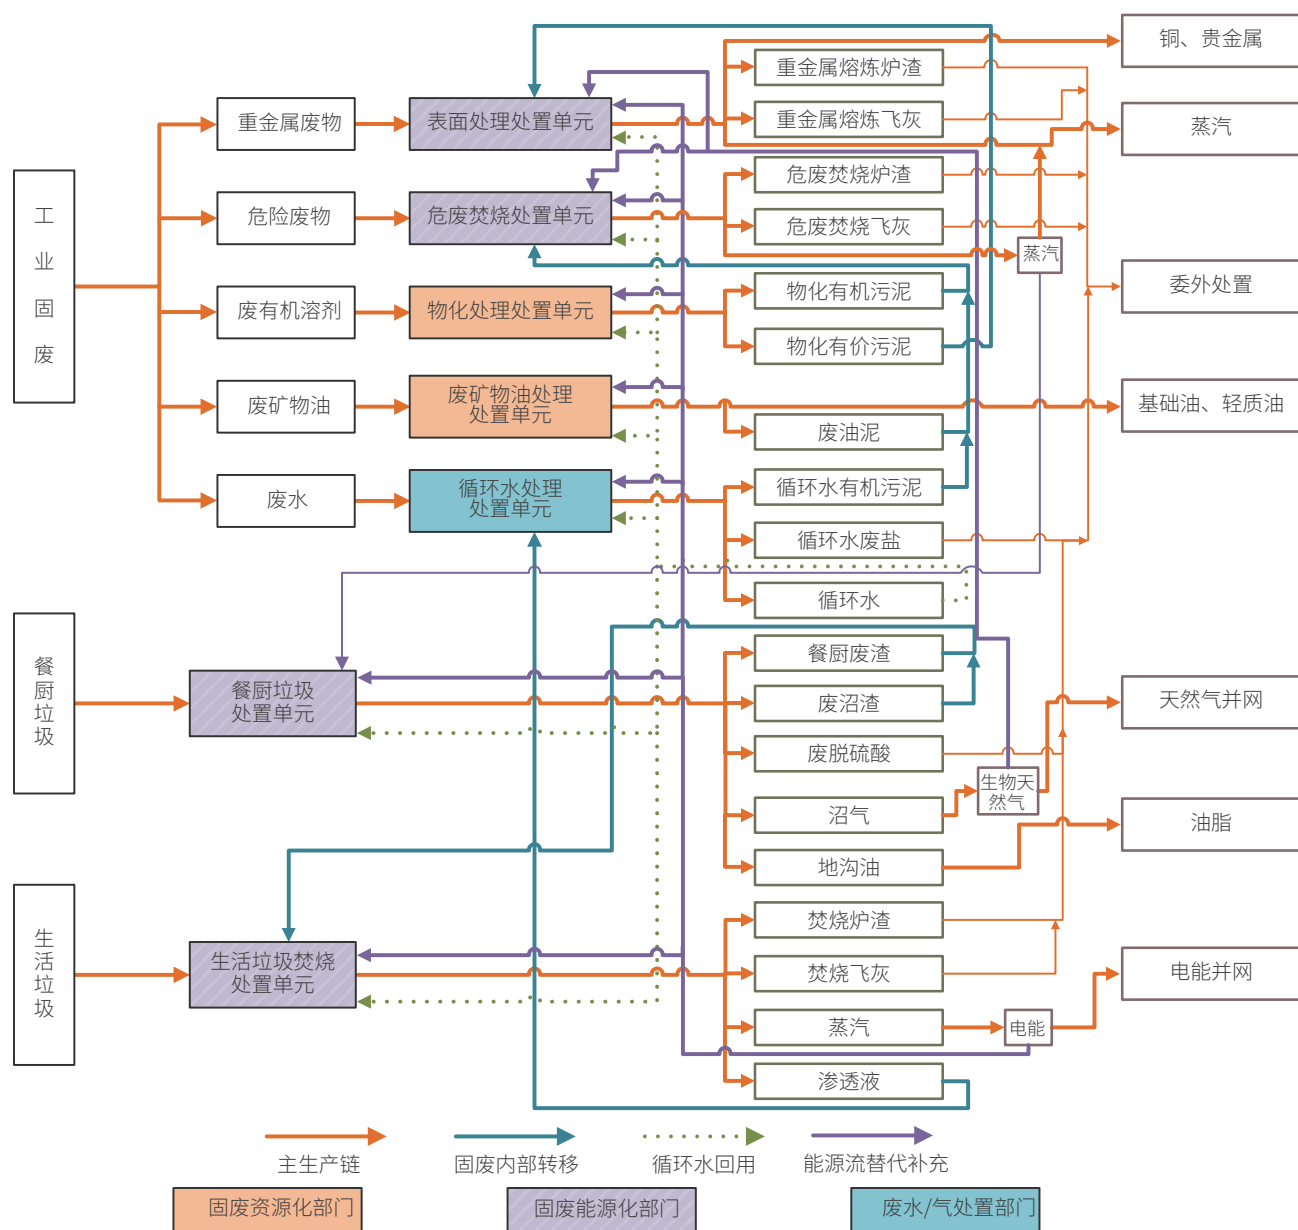 工业固废
餐厨垃圾
生活垃圾
重金属废物
危险废物
废有机溶剂
废矿物油
废水
表面处理处置单元
危废焚烧处置单元
物化处理处置单元
废矿物油处理
处置单元
循环水处理
处置单元
餐厨垃圾
处置单元
生活垃圾焚烧
处置单元
重金属熔炼炉渣
重金属熔炼飞灰
危废焚烧炉渣
危废焚烧飞灰
物化有机污泥
物化有价污泥
废油泥
循环水有机污泥
循环水废盐
循环水
餐厨废渣
废沼渣
废脱硫酸
沼气
地沟油
焚烧炉渣
焚烧飞灰
蒸汽
渗透液
蒸汽
生物天
然气
电能
铜、贵金属
蒸汽
委外处置
基础油、轻质油
天然气并网
油脂
电能并网
主生产链
固废内部转移
循环水回用
能源流替代补充
固废资源化部门
固废能源化部门
废水/气处置部门